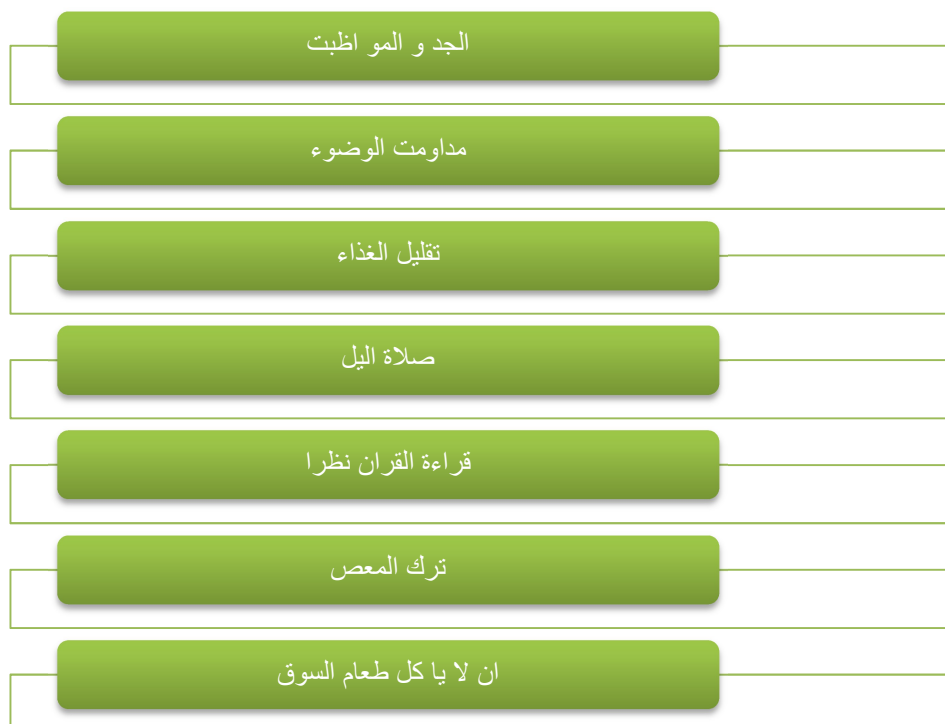 الجد و المو اظبت
مداومت الوضوء
تقليل الغذاء
صلاة اليل
قراءة القران نظرا
ترك المعص
ان لا يا كل طعام السوق